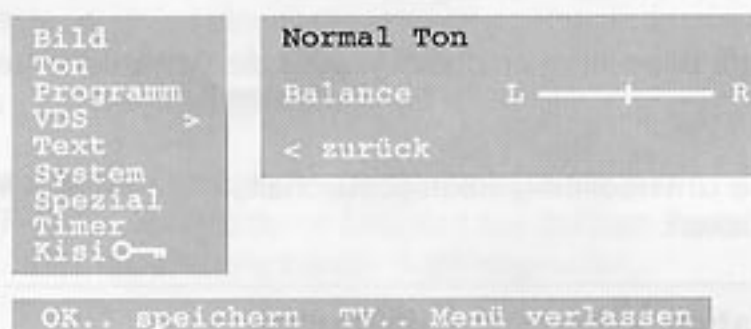 Bild
Ton
Programm
VDS >
Text
System
Spezial
Timer
Kisi
Normal Ton
Balance L R
< zurück
OK.. speichern TV.. Menü verlassen